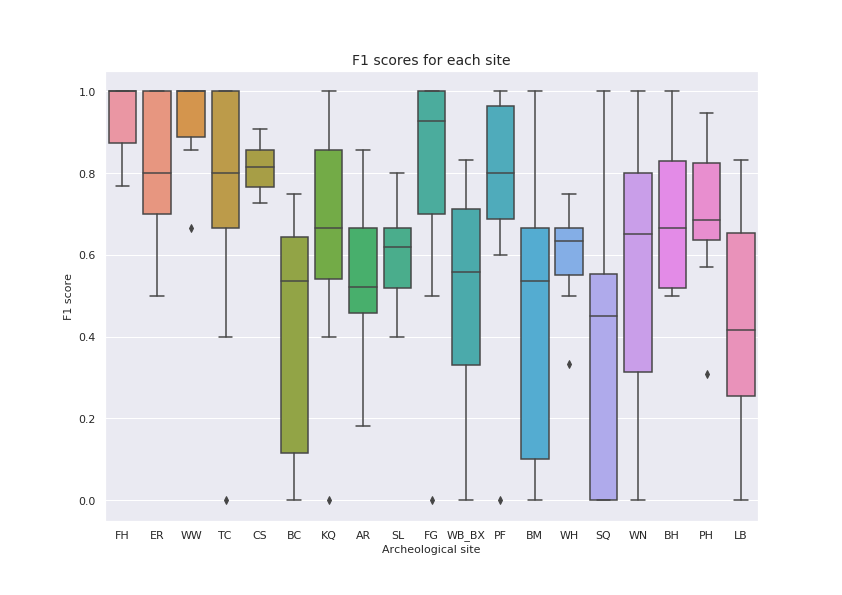 F1 scores for each site
F1 score
1.0
0.8
0.6
0.4
0.2
0.0
FH ER WW TC CS BC KQ AR SL FG WB_BX PF BM WH SQ WN BH PH LB
Archeological site